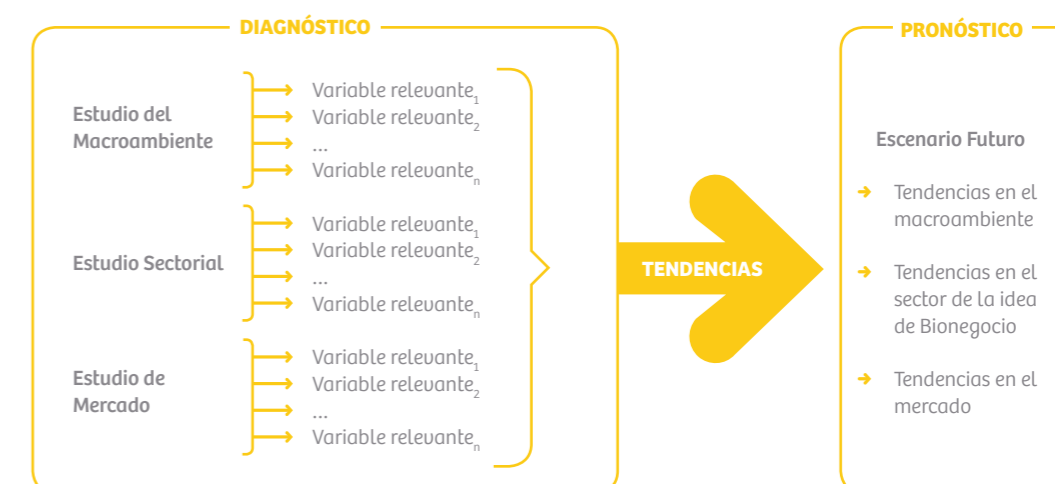 DIAGNÓSTICO
Estudio del
Macroambiente
Variable relevante₁
Variable relevante₂
...
Variable relevanteₙ
Estudio Sectorial
Variable relevante₁
Variable relevante₂
...
Variable relevanteₙ
Estudio de
Mercado
Variable relevante₁
Variable relevante₂
...
Variable relevanteₙ
TENDENCIAS
PRONÓSTICO
Escenario Futuro
Tendencias en el
macroambiente
Tendencias en el
sector de la idea
de Bionegocio
Tendencias en el
mercado